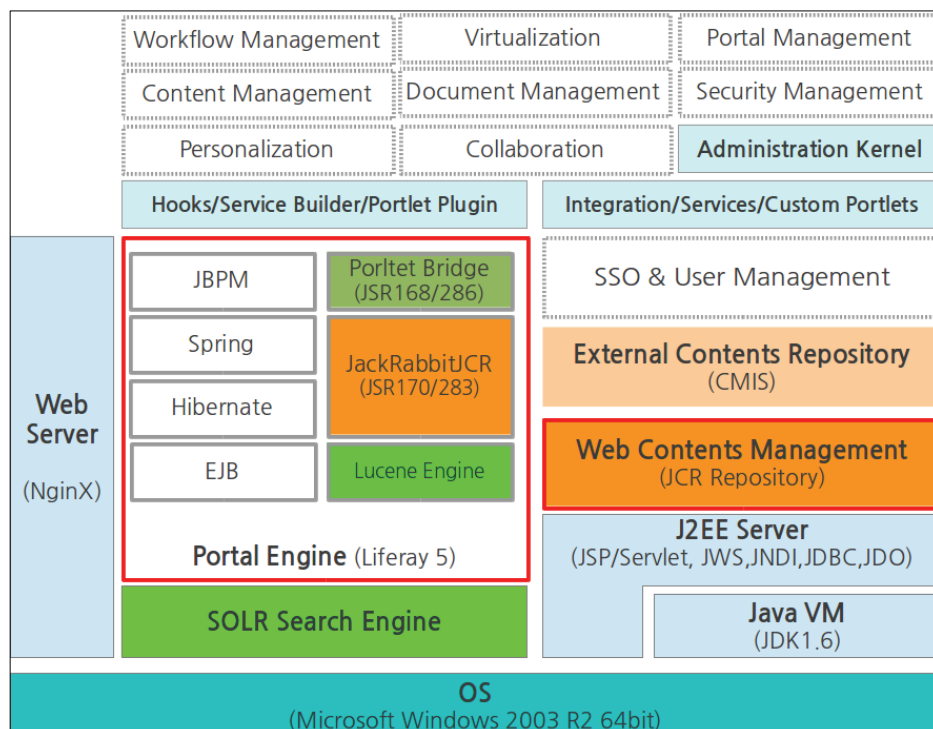 Workflow Management
Virtualization
Portal Management
Content Management
Document Management
Security Management
Personalization
Collaboration
Administration Kernel
Hooks/Service Builder/Portlet Plugin
Integration/Services/Custom Portlets
Web
Server
(NginX)
JBPM
Spring
Hibernate
EJB
Porltet Bridge
(JSR168/286)
JackRabbitJCR
(JSR170/283)
Lucene Engine
Portal Engine (Liferay 5)
SOLR Search Engine
SSO & User Management
External Contents Repository
(CMIS)
Web Contents Management
(JCR Repository)
J2EE Server
(JSP/Servlet, JWS,JNDI,JDBC,JDO)
Java VM
(JDK1.6)
OS
(Microsoft Windows 2003 R2 64bit)